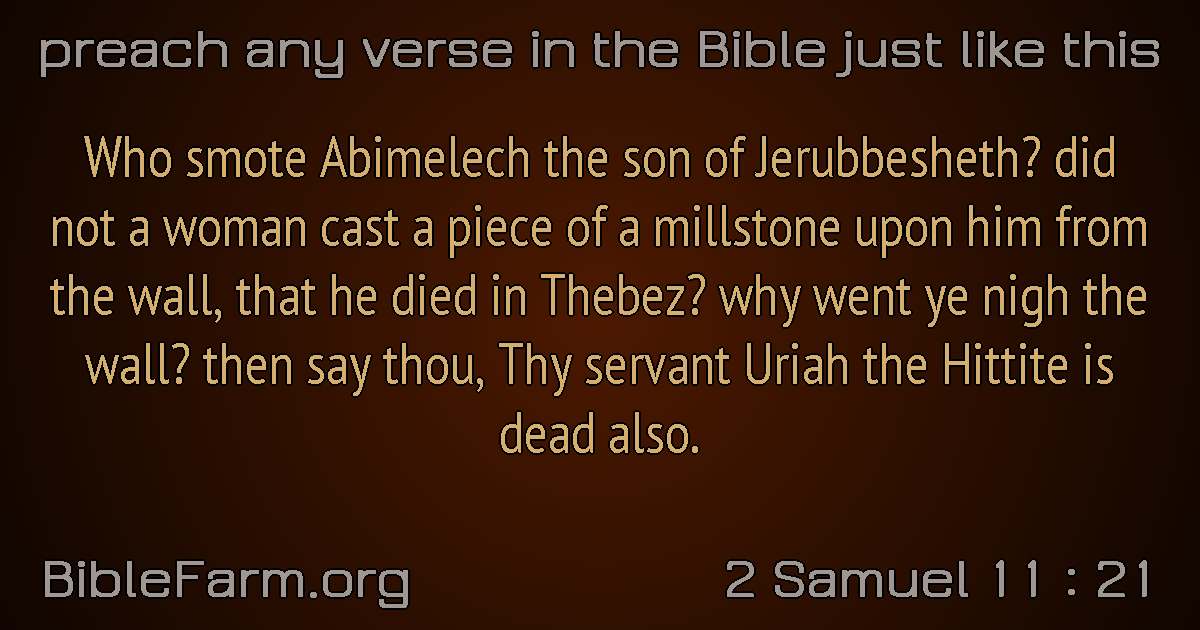 preach any verse in the Bible just like this
Who smote Abimelech the son of Jerubbesheth? did
not a woman cast a piece of a millstone upon him from
the wall, that he died in Thebez? why went ye nigh the
wall? then say thou, Thy servant Uriah the Hittite is
dead also.
BibleFarm.org
2 Samuel 11 : 21